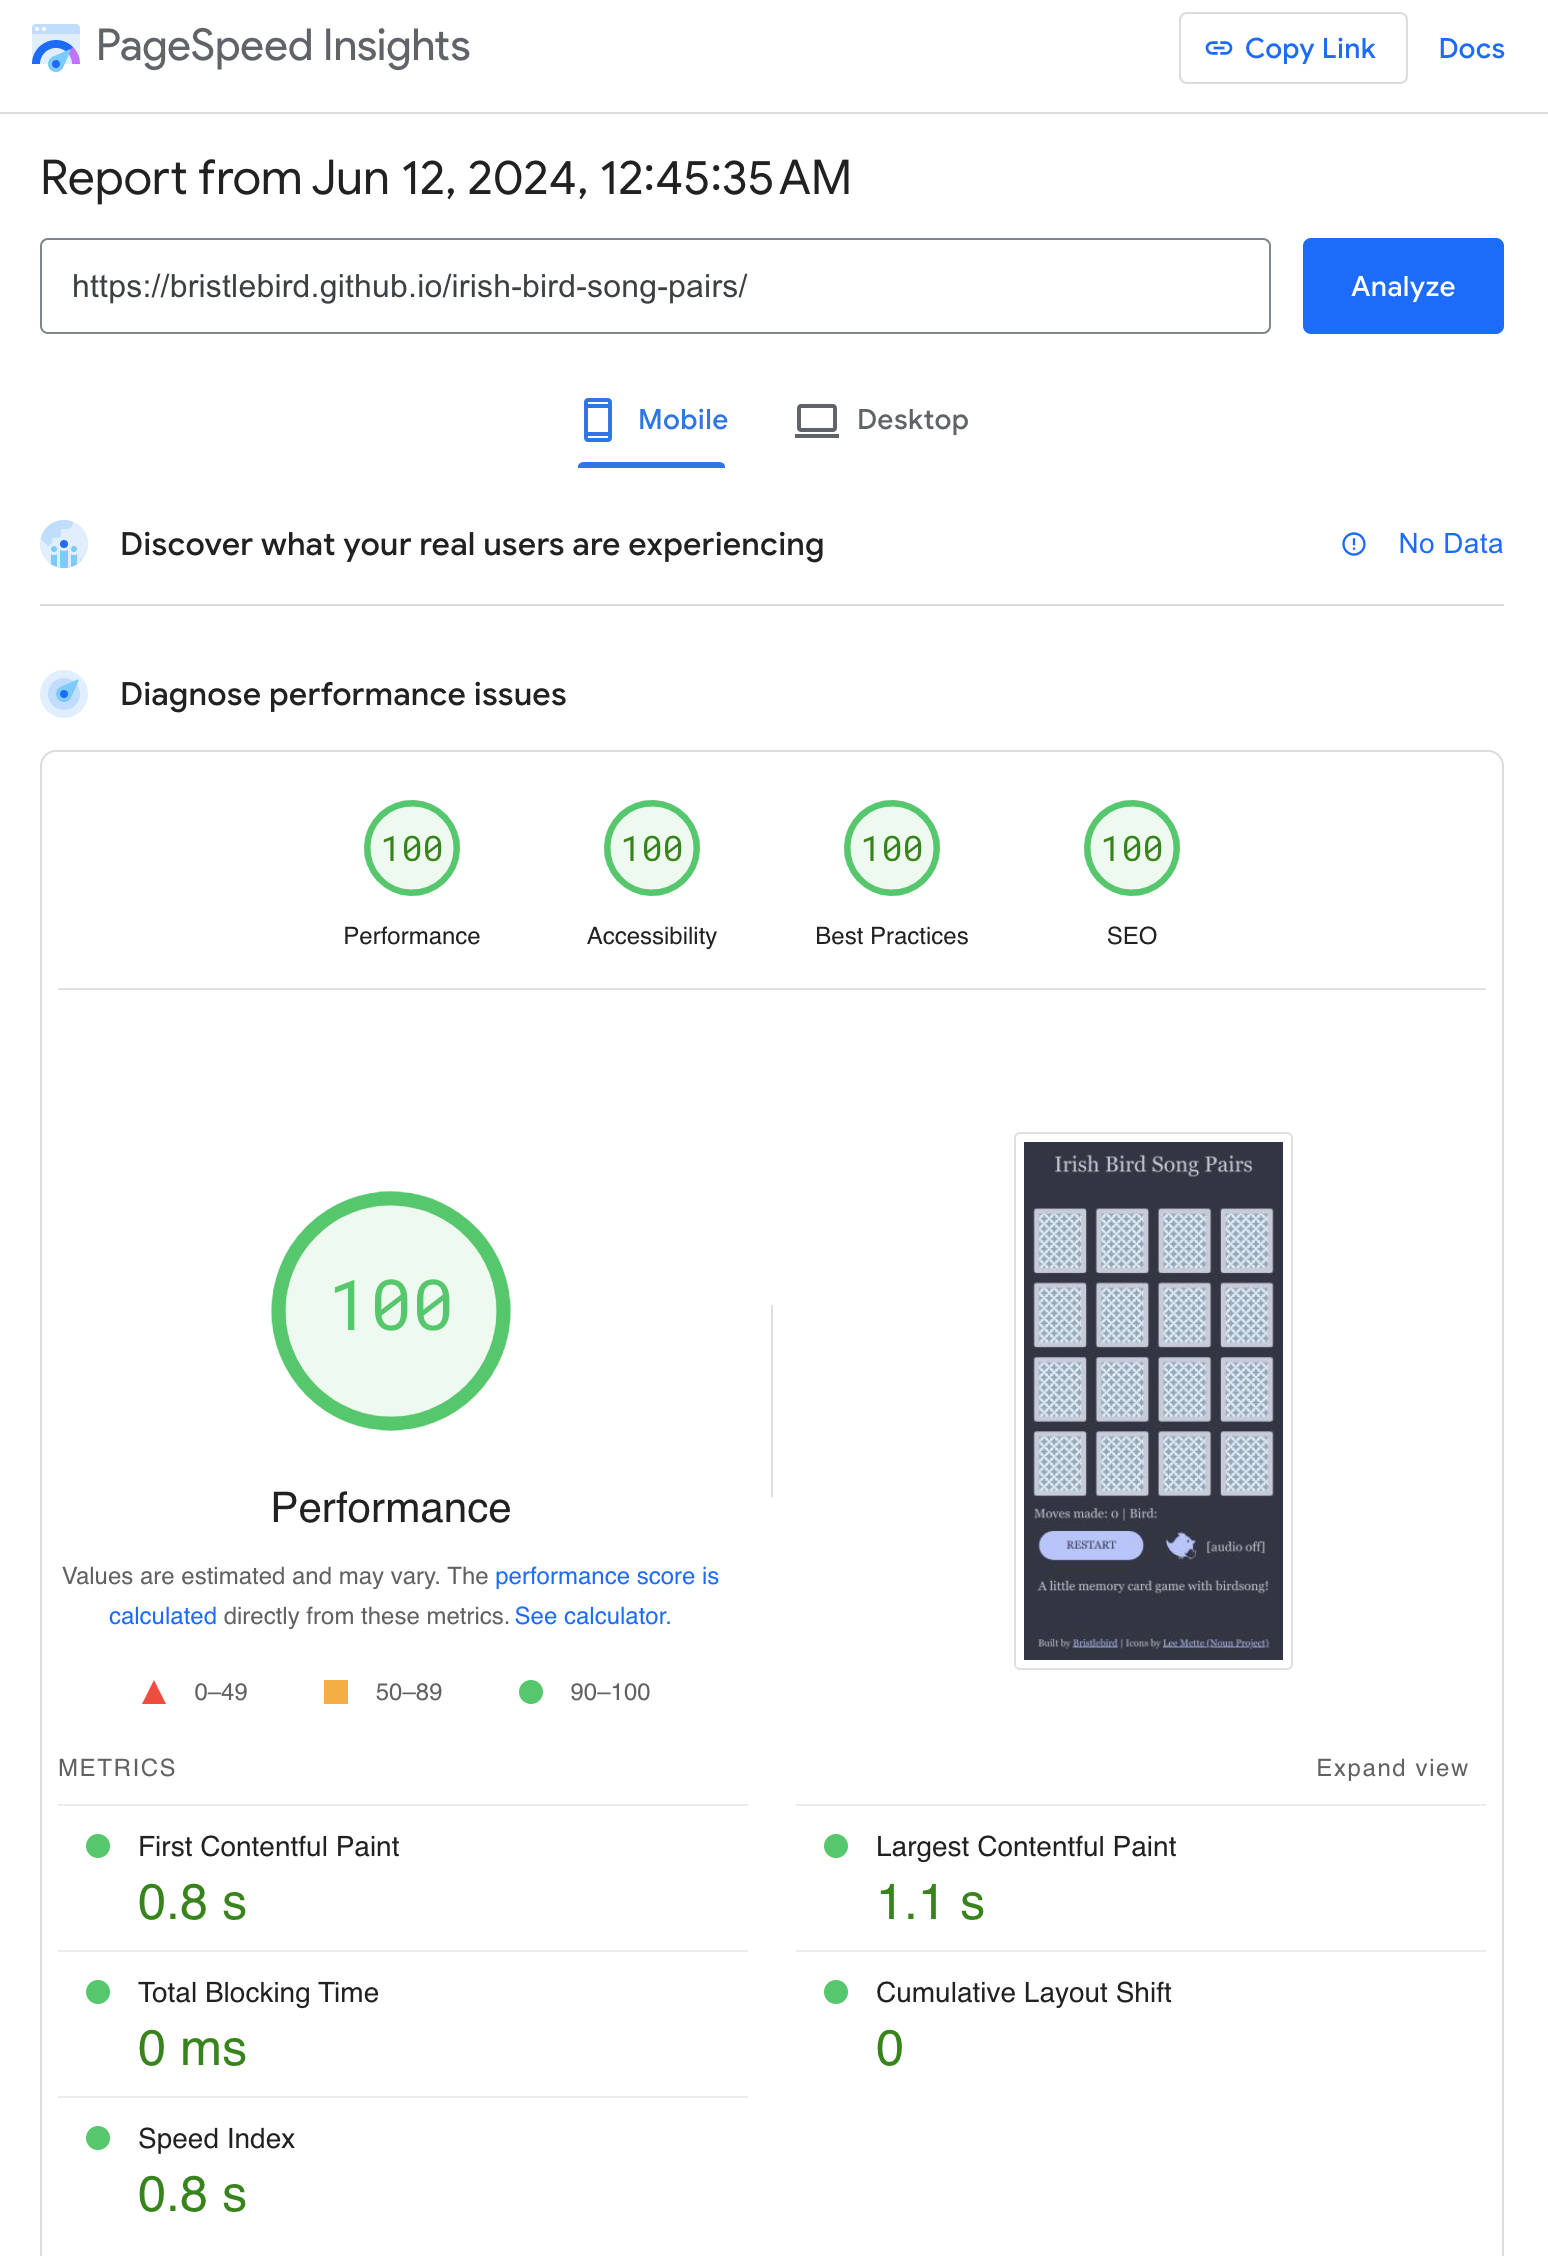 PageSpeed Insights
Copy Link
Docs
Report from Jun 12, 2024, 12:45:35 AM
https://bristlebird.github.io/irish-bird-song-pairs/
Analyze
Mobile
Desktop
Discover what your real users are experiencing
No Data
Diagnose performance issues
100
100
100
100
Performance
Accessibility
Best Practices
SEO
100
Performance
Values are estimated and may vary. The performance score is
calculated directly from these metrics. See calculator.
0–49
50–89
90–100
Irish Bird Song Pairs
Moves made: 0 | Bird:
RESTART
[audio off]
A little memory card game with birdsong!
Built by Bristlebird | Icons by Lee Mette (Noun Project)
METRICS
Expand view
First Contentful Paint
0.8 s
Largest Contentful Paint
1.1 s
Total Blocking Time
0 ms
Cumulative Layout Shift
0
Speed Index
0.8 s